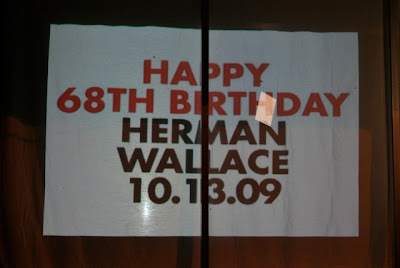 HAPPY
68TH BIRTHDAY
HERMAN
WALLACE
10.13.09